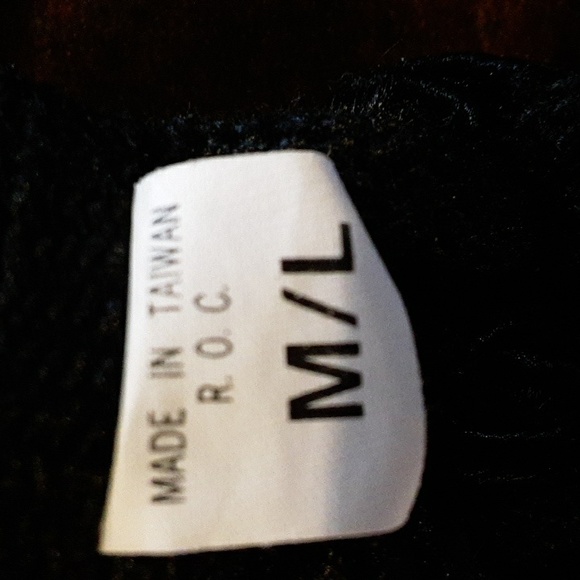 MADE IN TAIWAN
R. O. C.
M/L